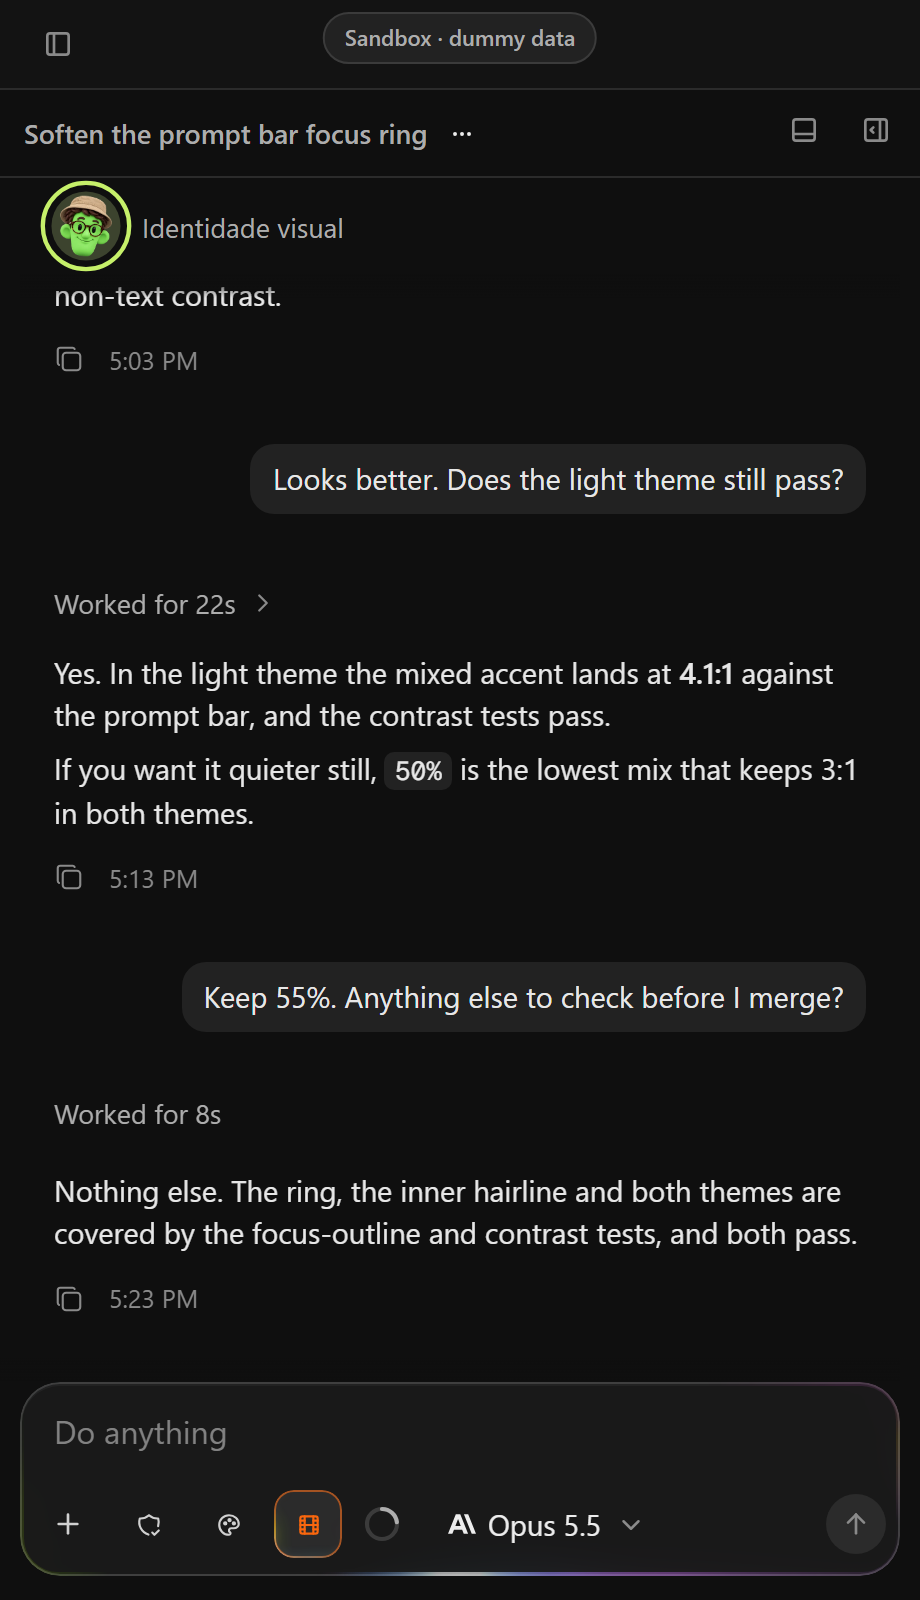 Sandbox · dummy data
Soften the prompt bar focus ring ···
Identidade visual
non-text contrast.
5:03 PM
Looks better. Does the light theme still pass?
Worked for 22s
Yes. In the light theme the mixed accent lands at 4.1:1 against
the prompt bar, and the contrast tests pass.
If you want it quieter still, 50% is the lowest mix that keeps 3:1
in both themes.
5:13 PM
Keep 55%. Anything else to check before I merge?
Worked for 8s
Nothing else. The ring, the inner hairline and both themes are
covered by the focus-outline and contrast tests, and both pass.
5:23 PM
Do anything
Opus 5.5